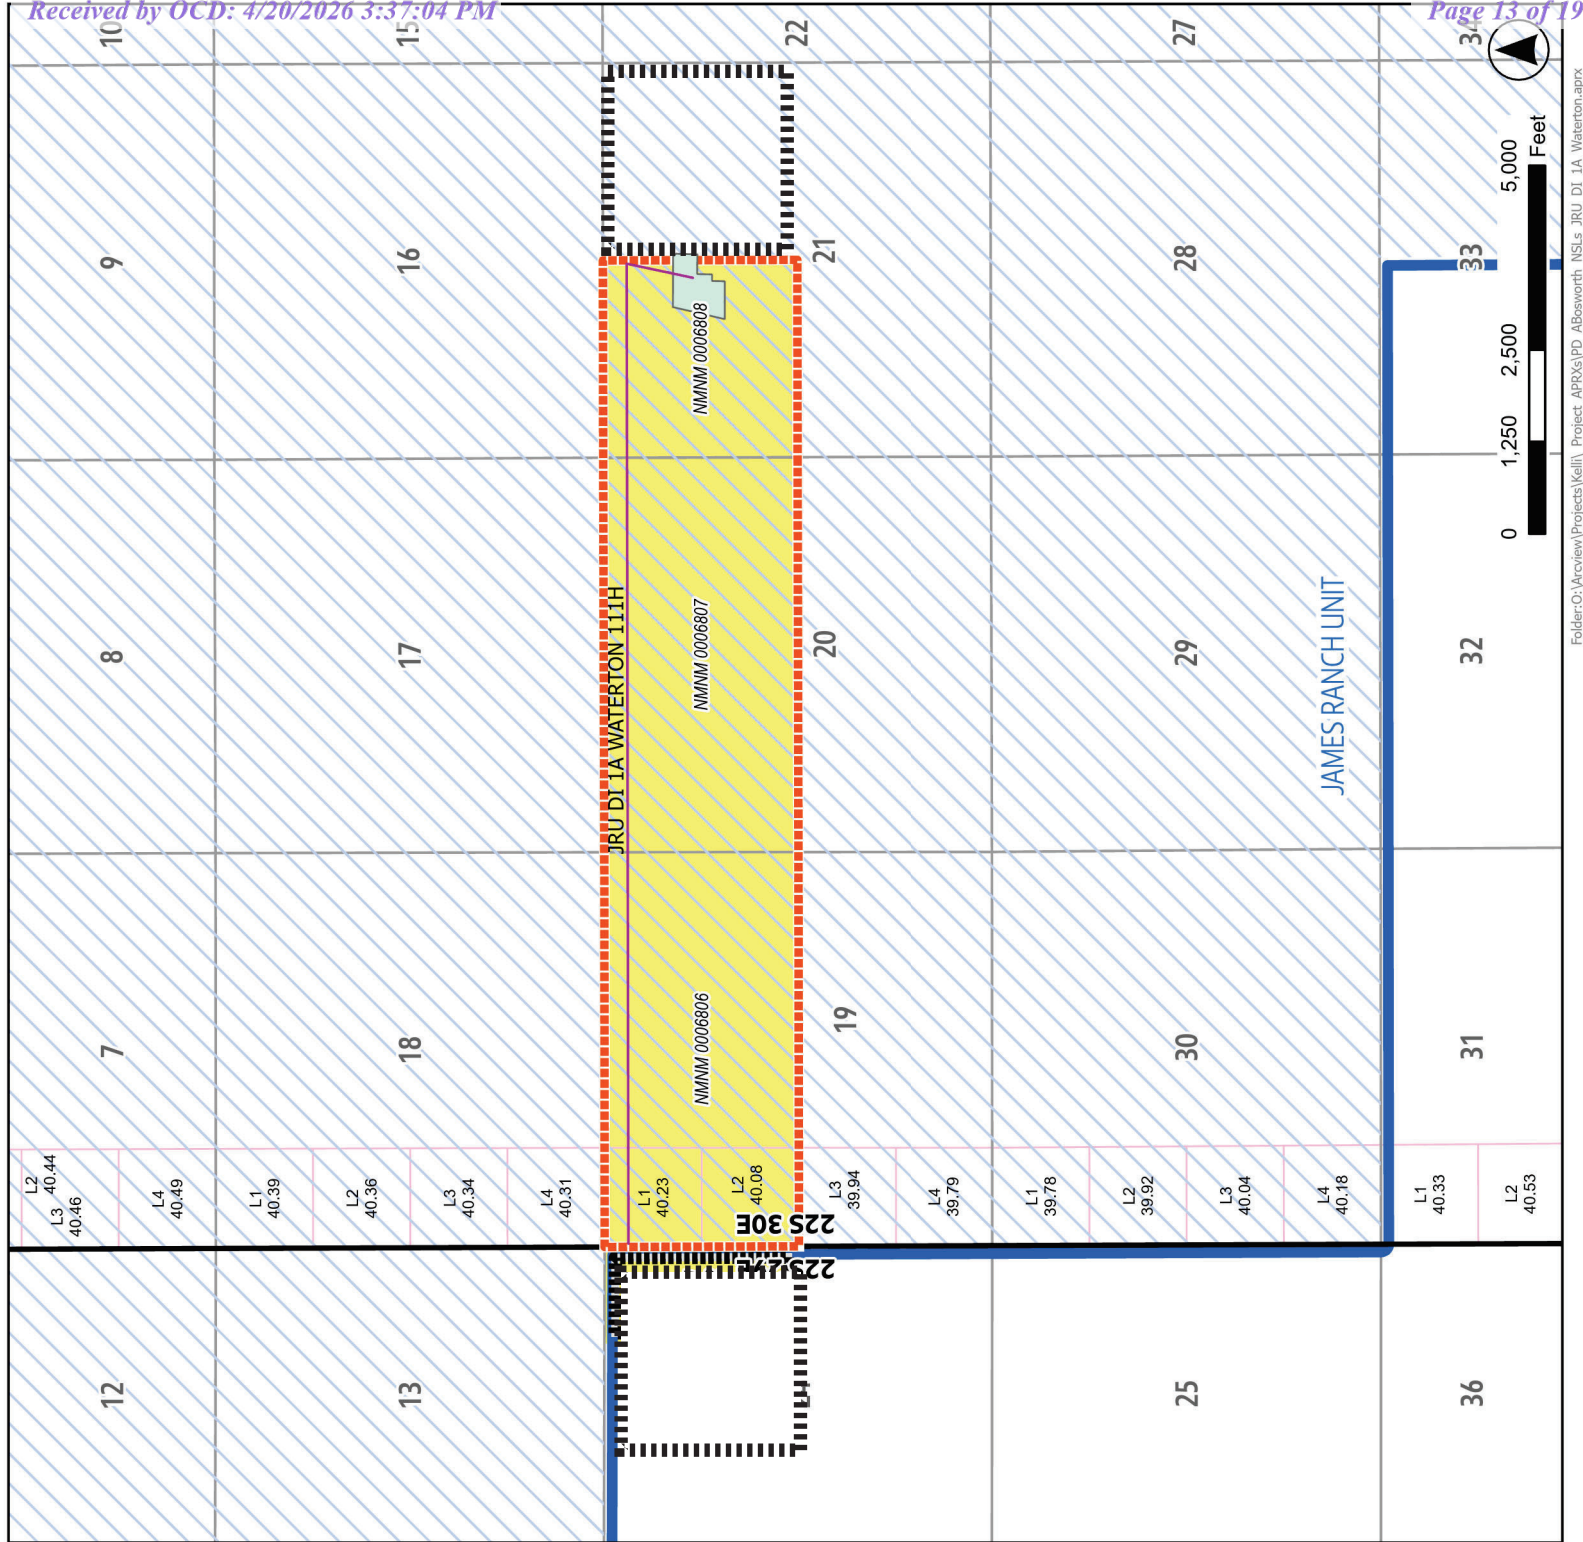 Received by OCD: 4/20/2026 3:37:04 PM
Page 13 of 19
10
15
22
27
34
9
16
21
28
33
8
17
20
29
32
7
18
19
30
31
12
13
25
36
NMNM 0006808
NMNM 0006807
NMNM 0006806
JRU DI 1A WATERTON 111H
JAMES RANCH UNIT
L2
40.44
L3
40.46
L4
40.49
L1
40.39
L2
40.36
L3
40.34
L4
40.31
L1
40.23
L2
40.08
L3
39.94
L4
39.79
L1
39.78
L2
39.92
L3
40.04
L4
40.18
L1
40.33
L2
40.53
22S 30E
0 1,250 2,500 5,000
Feet
Folder:O:\Arcview\Projects\Kelli\_Project_APRXs\PD_ABosworth_NSLs_JRU_DI_1A_Waterton.aprx